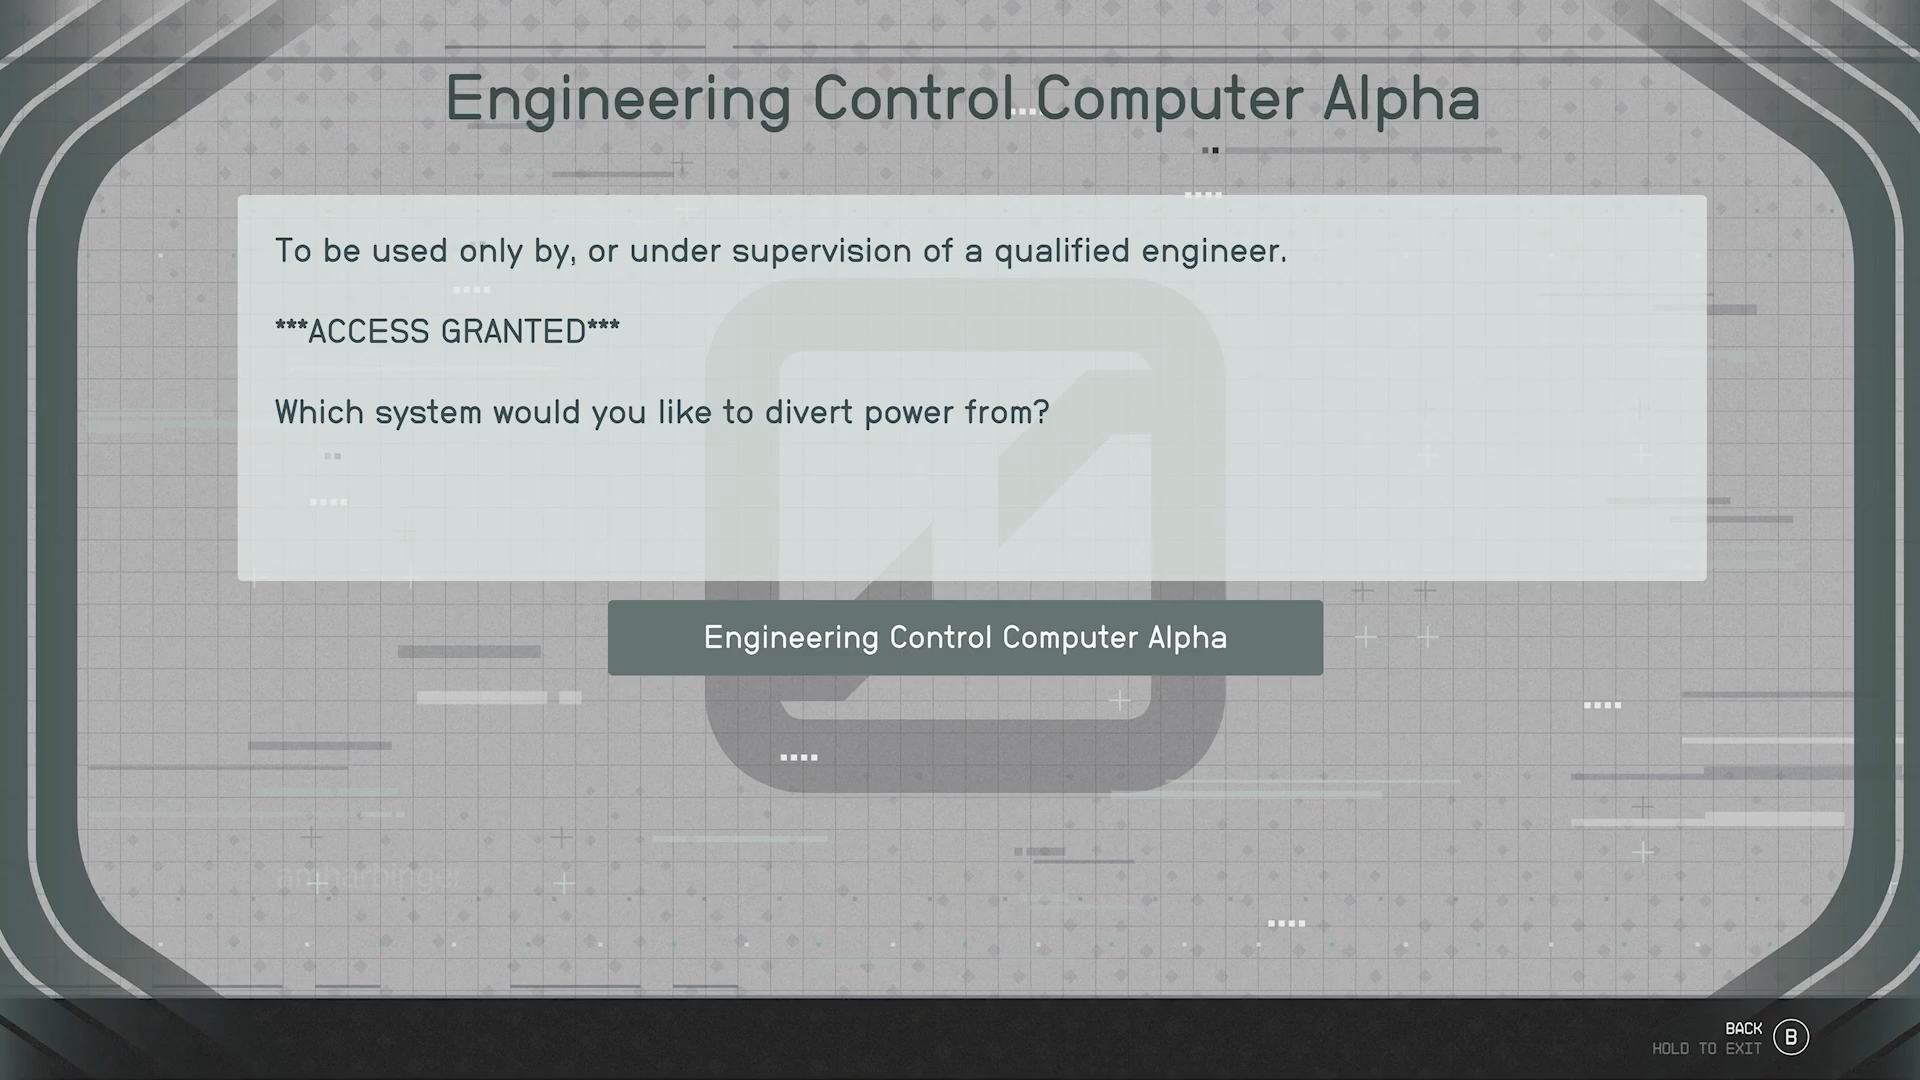 Engineering Control Computer Alpha
To be used only by, or under supervision of a qualified engineer.
***ACCESS GRANTED***
Which system would you like to divert power from?
Engineering Control Computer Alpha
amharbinger
BACK
HOLD TO EXIT
B